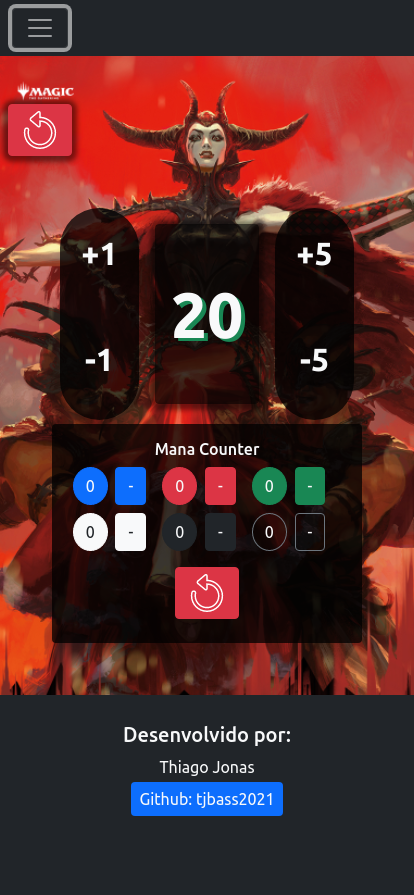 MAGIC
+1 +5
20
-1 -5
Mana Counter
0 - 0 - 0 -
0 - 0 - 0 -
Desenvolvido por:
Thiago Jonas
Github: tjbass2021